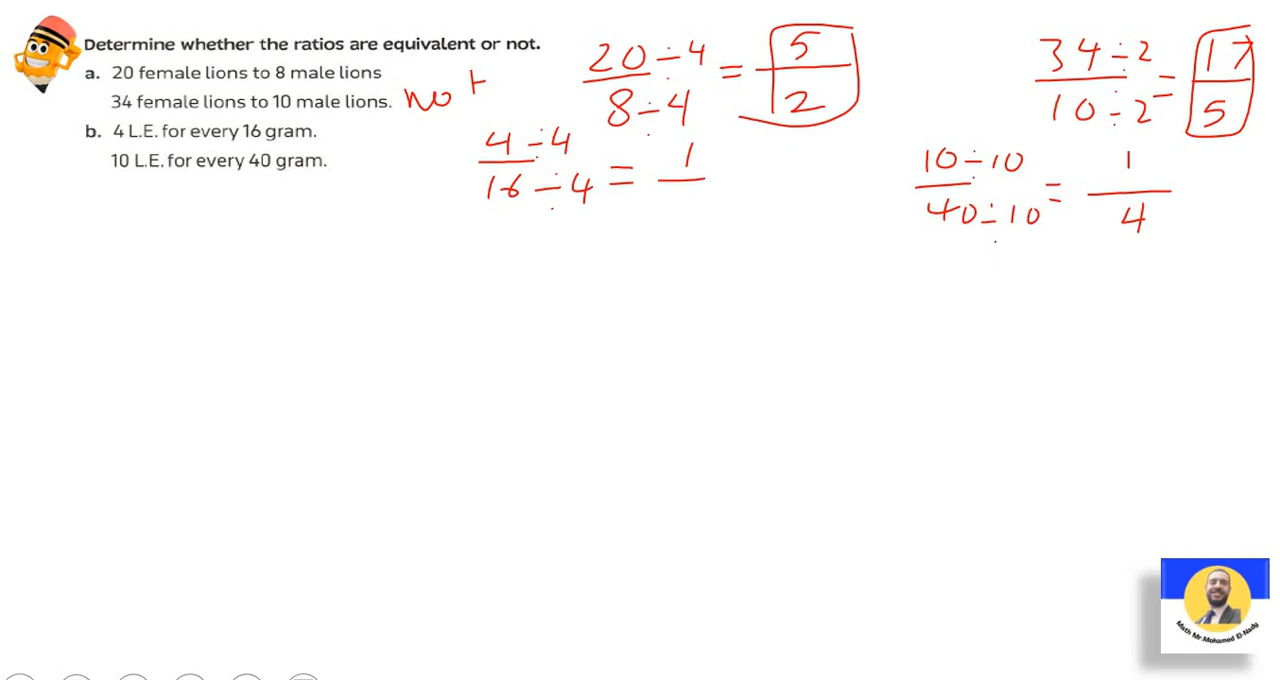 Determine whether the ratios are equivalent or not.
a. 20 female lions to 8 male lions
34 female lions to 10 male lions. not
b. 4 L.E. for every 16 gram.
10 L.E. for every 40 gram.
20 ÷ 4 / 8 ÷ 4 = 5 / 2
34 ÷ 2 / 10 ÷ 2 = 17 / 5
4 ÷ 4 / 16 ÷ 4 = 1 /
10 ÷ 10 / 40 ÷ 10 = 1 / 4
Math Mr Mohamed El-Nady